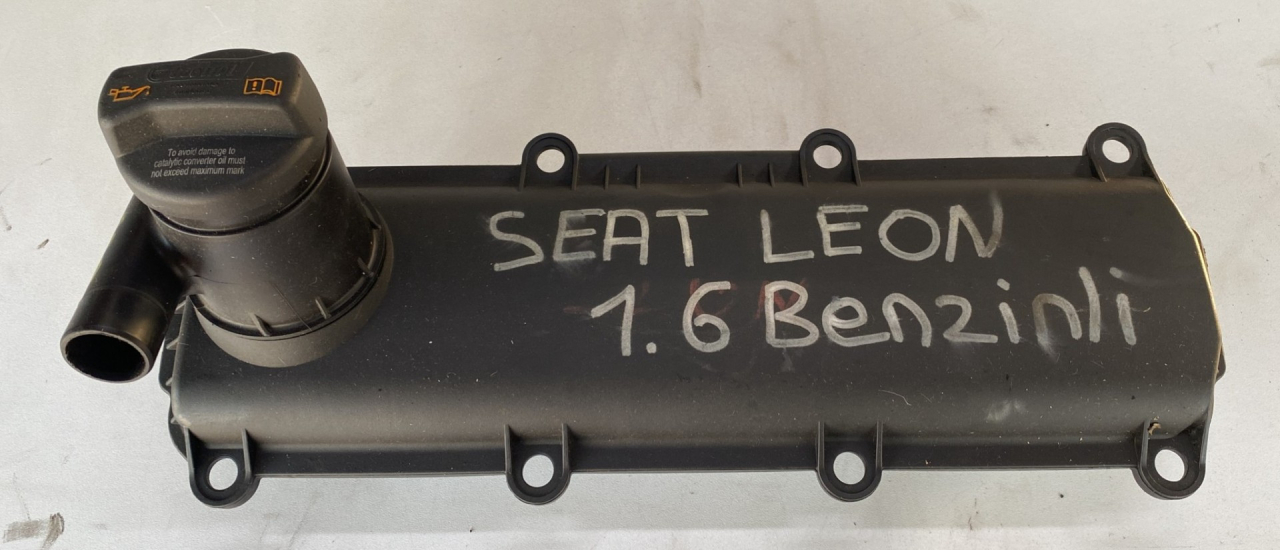 To avoid damage to
catalytic converter oil must
not exceed maximum mark
SEAT LEON
1.6 Benzinli